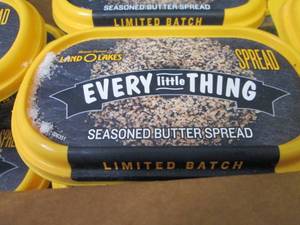 SEASONED BUTTER SPREAD
LIMITED BATCH
LAND O LAKES
SPREAD
EVERY little THING
SEASONED BUTTER SPREAD
LIMITED BATCH